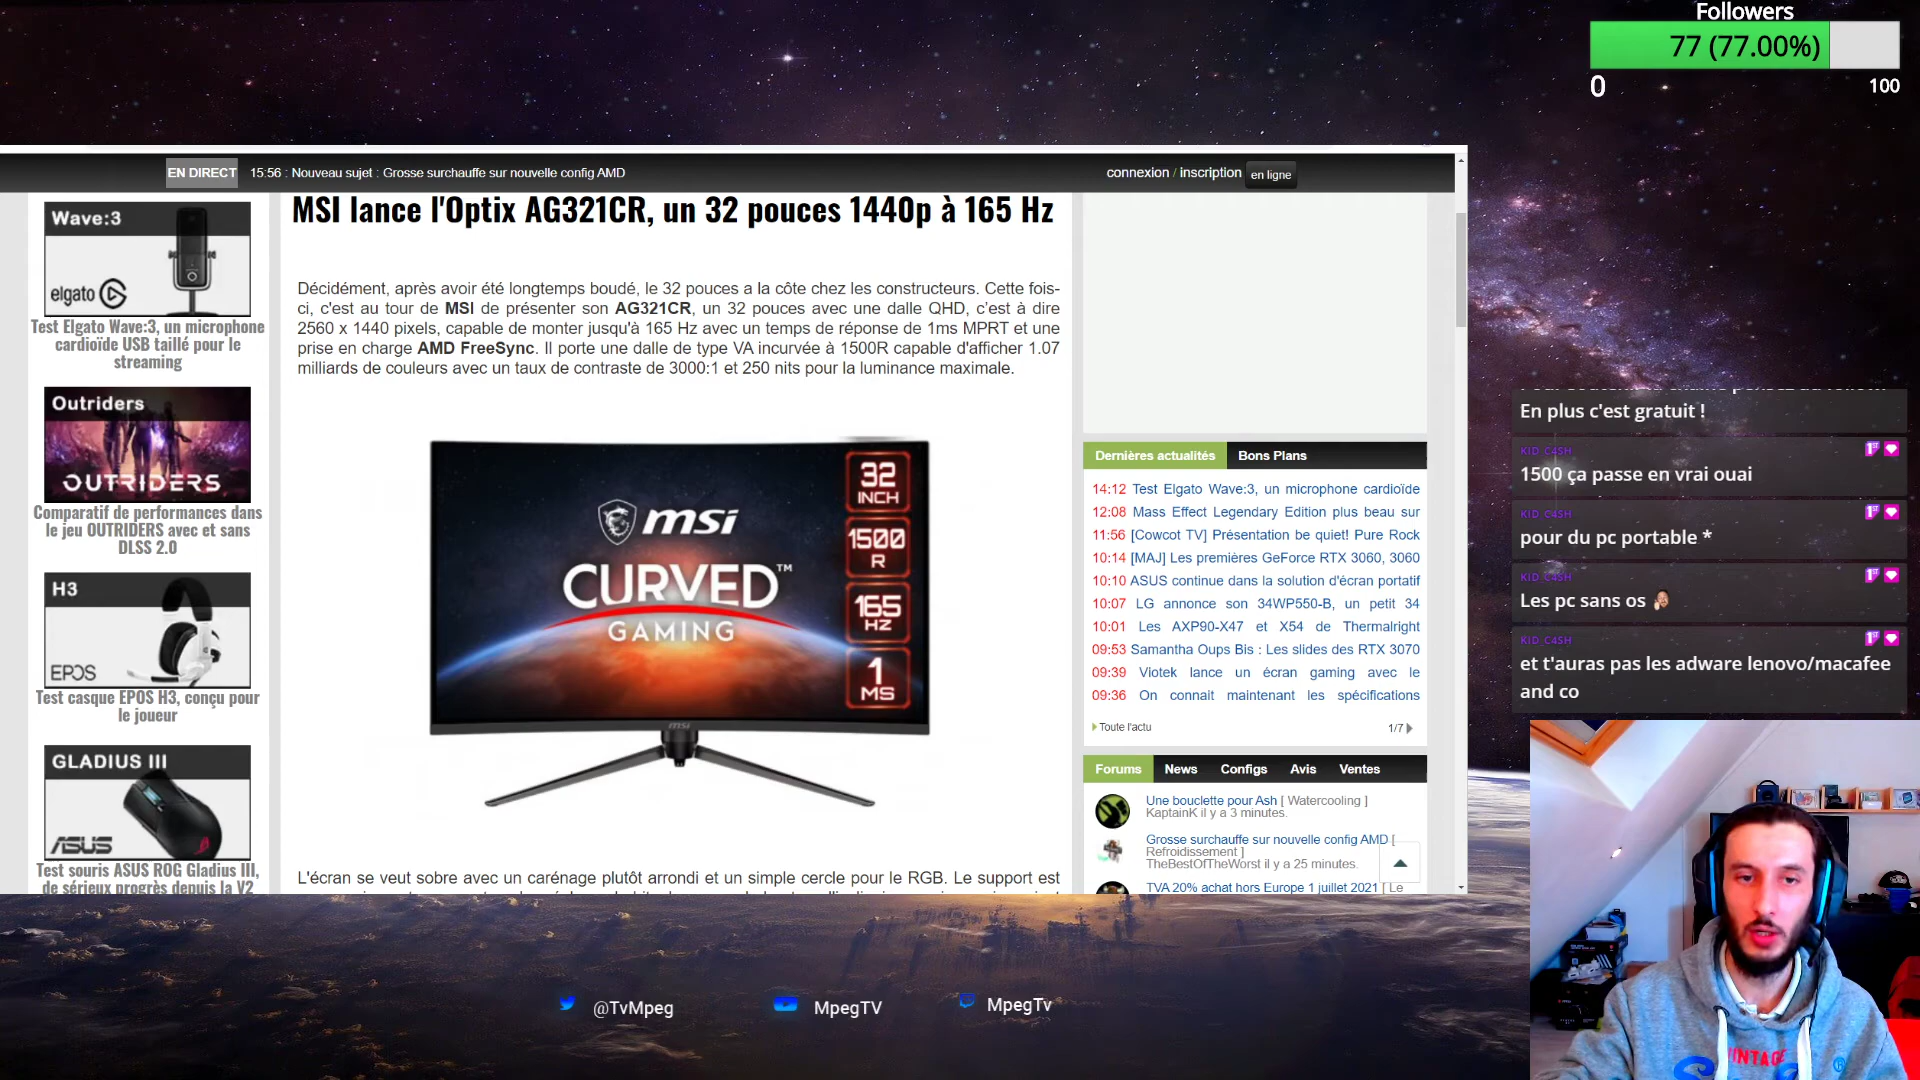 Followers
77 (77.00%)
0
100
EN DIRECT
15:56 : Nouveau sujet : Grosse surchauffe sur nouvelle config AMD
connexion / inscription
en ligne
Wave:3
elgato
Test Elgato Wave:3, un microphone
cardioïde USB taillé pour le
streaming
Outriders
OUTRIDERS
Comparatif de performances dans
le jeu OUTRIDERS avec et sans
DLSS 2.0
H3
EPOS
Test casque EPOS H3, conçu pour
le joueur
GLADIUS III
ASUS
Test souris ASUS ROG Gladius III,
de sérieux progrès depuis la V2
MSI lance l'Optix AG321CR, un 32 pouces 1440p à 165 Hz
Décidément, après avoir été longtemps boudé, le 32 pouces a la côte chez les constructeurs. Cette fois-
ci, c'est au tour de MSI de présenter son AG321CR, un 32 pouces avec une dalle QHD, c'est à dire
2560 x 1440 pixels, capable de monter jusqu'à 165 Hz avec un temps de réponse de 1ms MPRT et une
prise en charge AMD FreeSync. Il porte une dalle de type VA incurvée à 1500R capable d'afficher 1.07
milliards de couleurs avec un taux de contraste de 3000:1 et 250 nits pour la luminance maximale.
msi
CURVED™
GAMING
32
INCH
1500
R
165
HZ
1
MS
msi
L'écran se veut sobre avec un carénage plutôt arrondi et un simple cercle pour le RGB. Le support est
Dernières actualités
Bons Plans
14:12 Test Elgato Wave:3, un microphone cardioïde
12:08 Mass Effect Legendary Edition plus beau sur
11:56 [Cowcot TV] Présentation be quiet! Pure Rock
10:14 [MAJ] Les premières GeForce RTX 3060, 3060
10:10 ASUS continue dans la solution d'écran portatif
10:07 LG annonce son 34WP550-B, un petit 34
10:01 Les AXP90-X47 et X54 de Thermalright
09:53 Samantha Oups Bis : Les slides des RTX 3070
09:39 Viotek lance un écran gaming avec le
09:36 On connait maintenant les spécifications
Toute l'actu
1/7
Forums
News
Configs
Avis
Ventes
Une bouclette pour Ash [ Watercooling ]
KaptainK il y a 3 minutes.
Grosse surchauffe sur nouvelle config AMD [
Refroidissement ]
TheBestOfTheWorst il y a 25 minutes.
TVA 20% achat hors Europe 1 juillet 2021 [ Le
En plus c'est gratuit !
KID C4SH
1500 ça passe en vrai ouai
KID C4SH
pour du pc portable *
KID C4SH
Les pc sans os
KID C4SH
et t'auras pas les adware lenovo/macafee
and co
@TvMpeg
MpegTV
MpegTv
VINTAGE